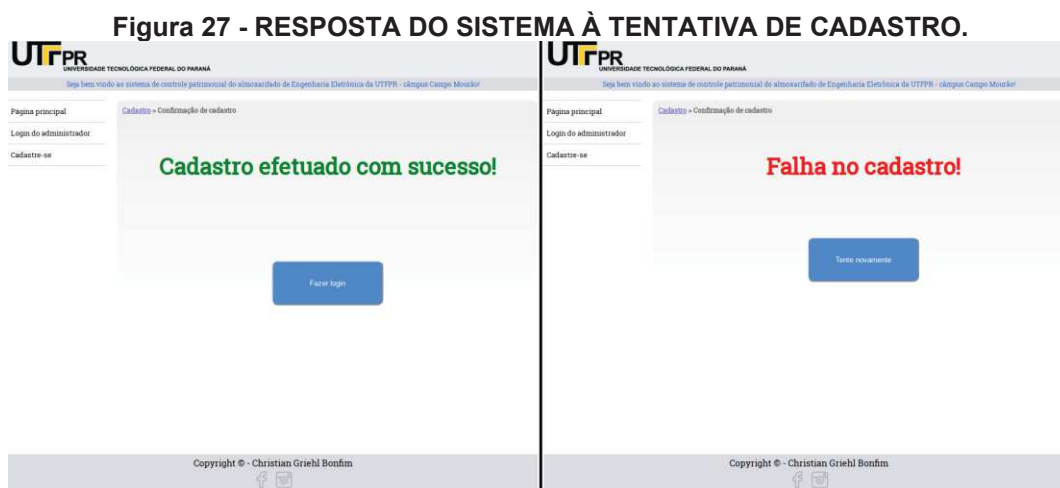 Figura 27 - RESPOSTA DO SISTEMA À TENTATIVA DE CADASTRO.
UTFPR
UNIVERSIDADE TECNOLÓGICA FEDERAL DO PARANÁ
Seja bem vindo ao sistema de controle patrimonial do almoxarifado de Engenharia Eletrônica da UTFPR - câmpus Campo Mourão!
Página principal
Login do administrador
Cadastre-se
Cadastro » Confirmação de cadastro
Cadastro efetuado com sucesso!
Fazer login
Copyright © - Christian Griehl Bonfim
UTFPR
UNIVERSIDADE TECNOLÓGICA FEDERAL DO PARANÁ
Seja bem vindo ao sistema de controle patrimonial do almoxarifado de Engenharia Eletrônica da UTFPR - câmpus Campo Mourão!
Página principal
Login do administrador
Cadastre-se
Cadastro » Confirmação de cadastro
Falha no cadastro!
Tente novamente
Copyright © - Christian Griehl Bonfim